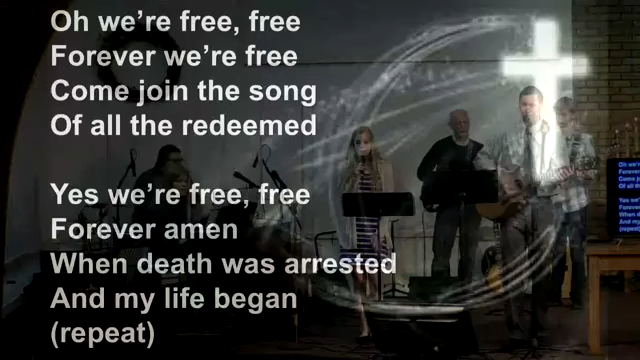 Oh we're free, free
Forever we're free
Come join the song
Of all the redeemed
Yes we're free, free
Forever amen
When death was arrested
And my life began
(repeat)